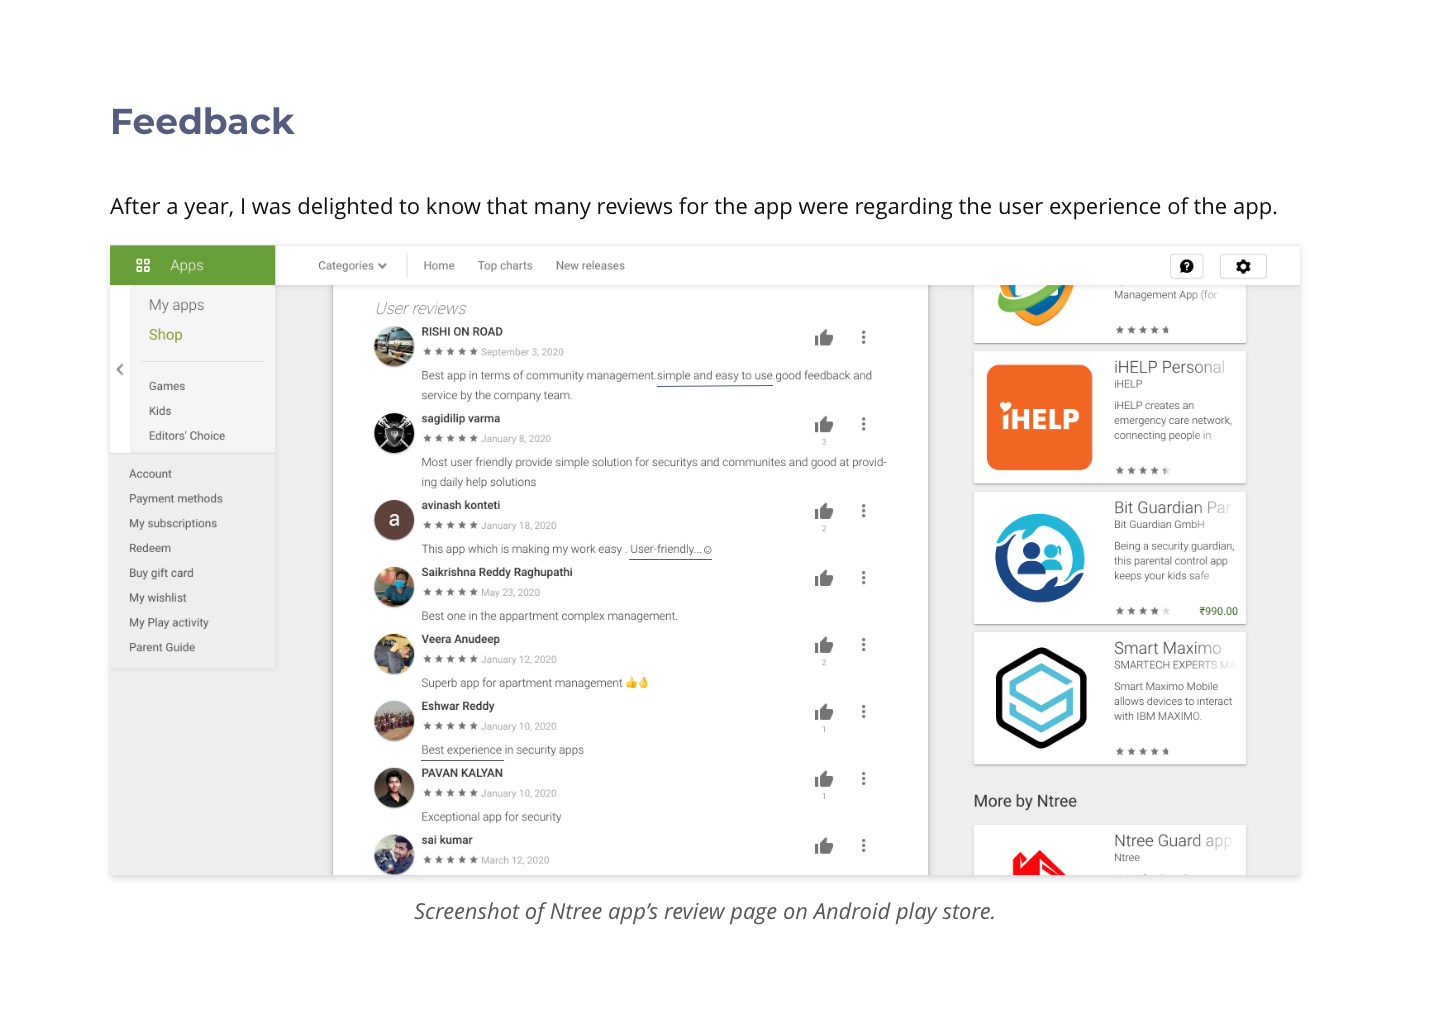 Feedback
After a year, I was delighted to know that many reviews for the app were regarding the user experience of the app.
Apps
Categories
Home
Top charts
New releases
My apps
Shop
Games
Kids
Editors' Choice
Account
Payment methods
My subscriptions
Redeem
Buy gift card
My wishlist
My Play activity
Parent Guide
User reviews
RISHI ON ROAD
September 3, 2020
Best app in terms of community management.simple and easy to use.good feedback and
service by the company team.
sagidilip varma
January 8, 2020
3
Most user friendly provide simple solution for securitys and communites and good at provid-
ing daily help solutions
avinash konteti
a
January 18, 2020
2
This app which is making my work easy . User-friendly...☺
Saikrishna Reddy Raghupathi
May 23, 2020
Best one in the appartment complex management.
Veera Anudeep
January 12, 2020
2
Superb app for apartment management 👍👌
Eshwar Reddy
January 10, 2020
1
Best experience in security apps
PAVAN KALYAN
January 10, 2020
1
Exceptional app for security
sai kumar
March 12, 2020
Management App (for
iHELP Personal
iHELP
iHELP
iHELP creates an
emergency care network,
connecting people in
Bit Guardian Par
Bit Guardian GmbH
Being a security guardian,
this parental control app
keeps your kids safe
₹990.00
Smart Maximo
SMARTECH EXPERTS MA
Smart Maximo Mobile
allows devices to interact
with IBM MAXIMO.
More by Ntree
Ntree Guard app
Ntree
Screenshot of Ntree app's review page on Android play store.